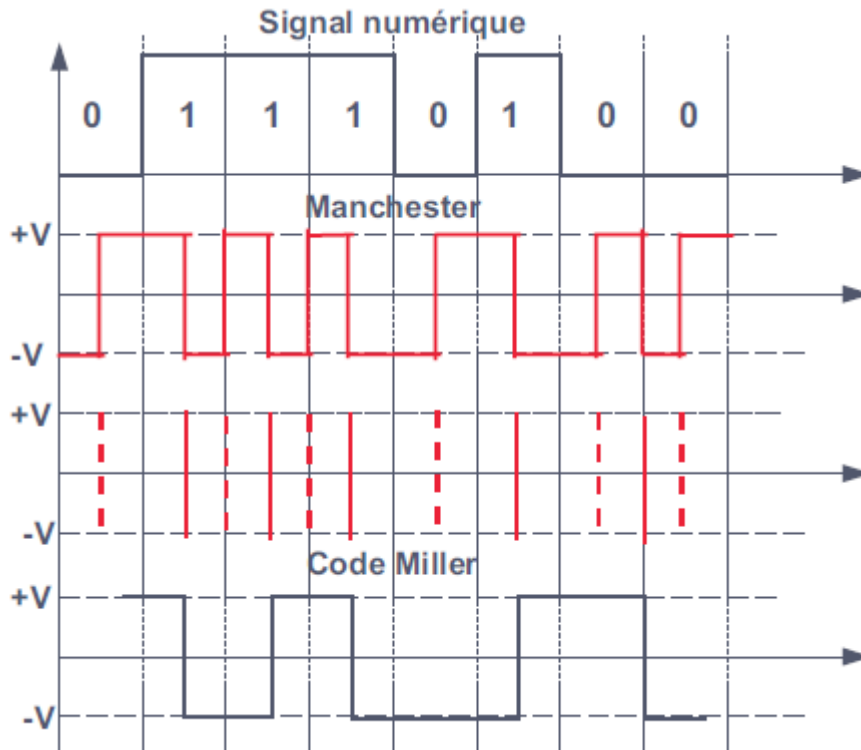 Signal numérique
0 1 1 1 0 1 0 0
Manchester
+V
-V
+V
-V
Code Miller
+V
-V